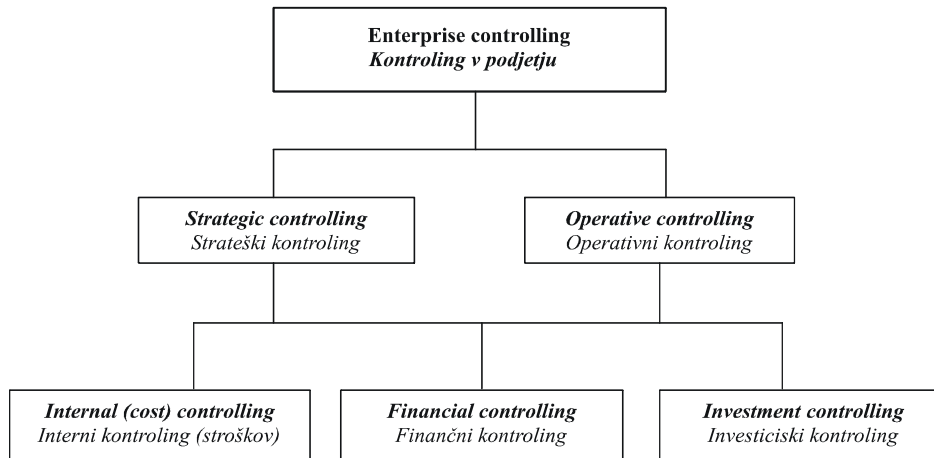 Enterprise controlling
Kontroling v podjetju
Strategic controlling
Strateški kontroling
Operative controlling
Operativni kontroling
Internal (cost) controlling
Interni kontroling (stroškov)
Financial controlling
Finančni kontroling
Investment controlling
Investiciski kontroling